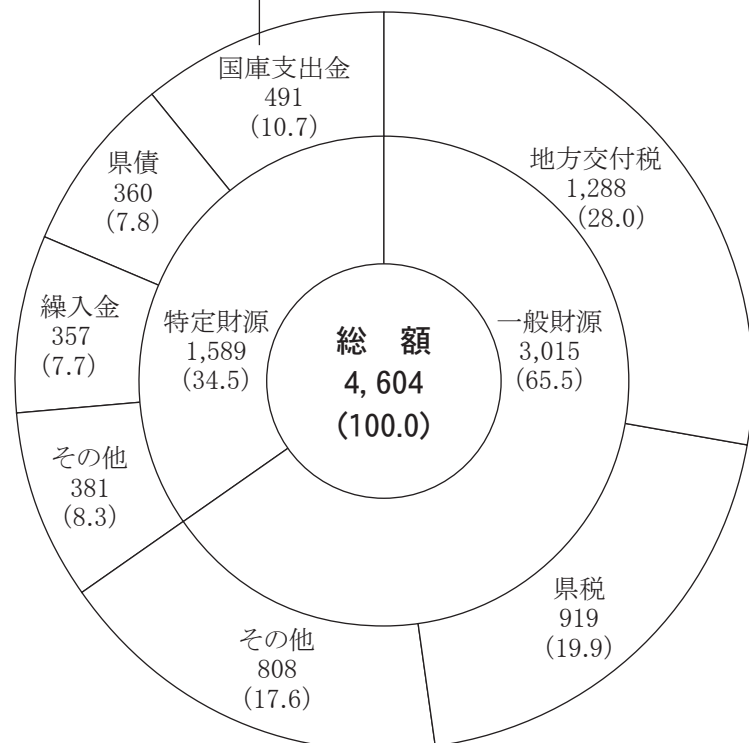 国庫支出金
491
(10.7)
地方交付税
1,288
(28.0)
県債
360
(7.8)
繰入金
357
(7.7)
特定財源
1,589
(34.5)
総 額
4,604
(100.0)
一般財源
3,015
(65.5)
その他
381
(8.3)
県税
919
(19.9)
その他
808
(17.6)